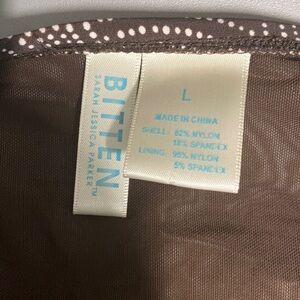 BITTEN
SARAH JESSICA PARKER™
L
MADE IN CHINA
SHELL: 82% NYLON
18% SPANDEX
LINING: 95% NYLON
5% SPANDEX